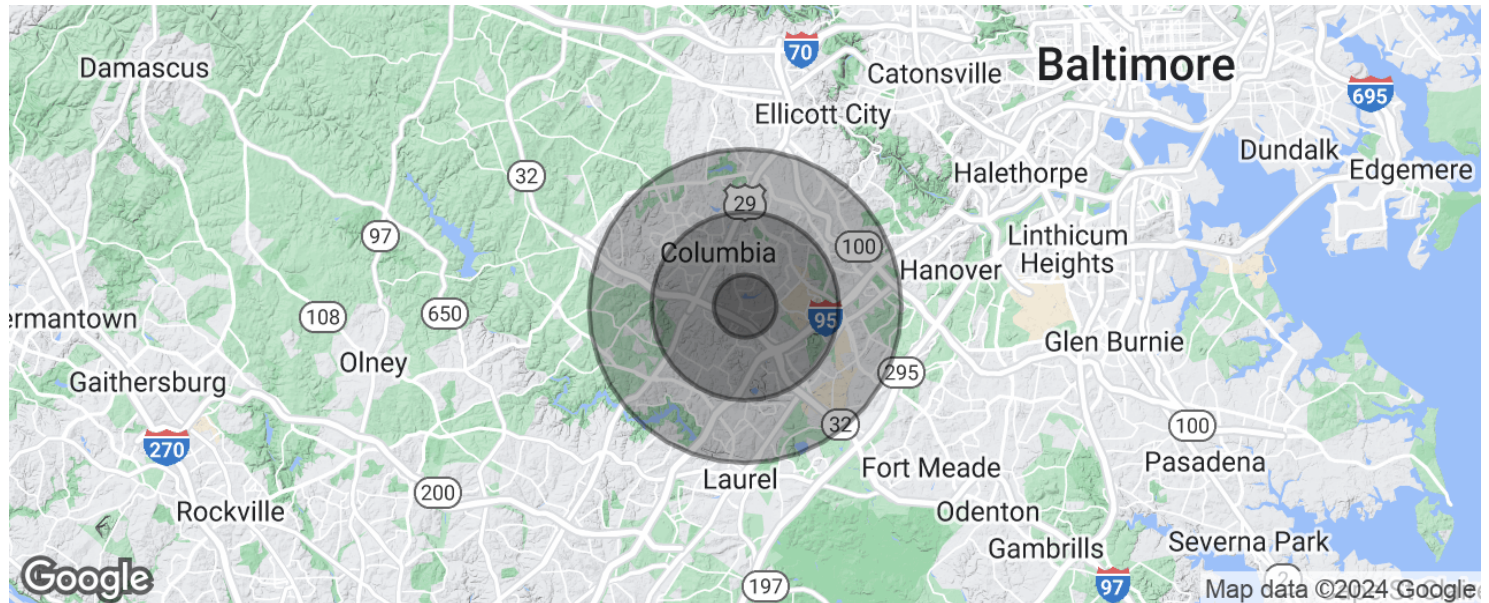 70
Damascus
Baltimore
Catonsville
695
Ellicott City
Dundalk
Edgemere
Halethorpe
32
29
97
100
Linthicum
Heights
Columbia
Hanover
95
650
108
ermantown
Glen Burnie
Olney
295
Gaithersburg
32
100
270
Laurel
Fort Meade
Pasadena
200
Rockville
Odenton
Gambrills
Severna Park
Google
197
97
2
Map data ©2024 Google